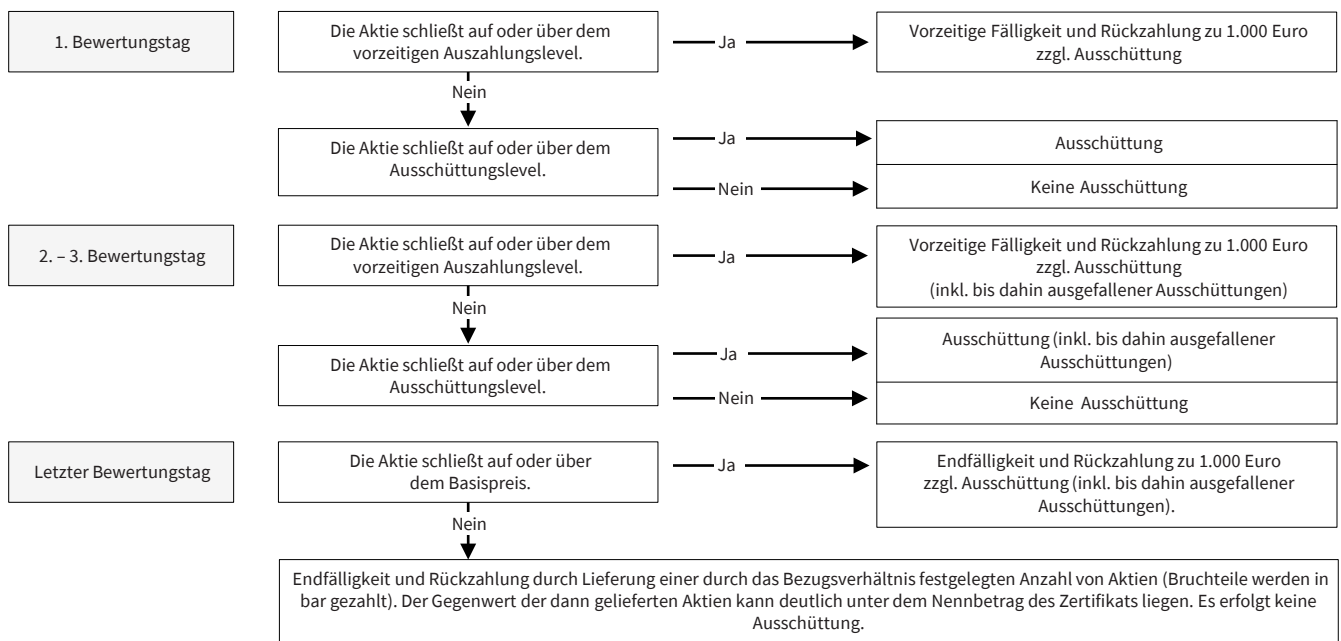 1. Bewertungstag
Die Aktie schließt auf oder über dem
vorzeitigen Auszahlungslevel.
Ja
Vorzeitige Fälligkeit und Rückzahlung zu 1.000 Euro
zzgl. Ausschüttung
Nein
Die Aktie schließt auf oder über dem
Ausschüttungslevel.
Ja
Ausschüttung
Nein
Keine Ausschüttung
2. – 3. Bewertungstag
Die Aktie schließt auf oder über dem
vorzeitigen Auszahlungslevel.
Ja
Vorzeitige Fälligkeit und Rückzahlung zu 1.000 Euro
zzgl. Ausschüttung
(inkl. bis dahin ausgefallener Ausschüttungen)
Nein
Die Aktie schließt auf oder über dem
Ausschüttungslevel.
Ja
Ausschüttung (inkl. bis dahin ausgefallener
Ausschüttungen)
Nein
Keine Ausschüttung
Letzter Bewertungstag
Die Aktie schließt auf oder über
dem Basispreis.
Ja
Endfälligkeit und Rückzahlung zu 1.000 Euro
zzgl. Ausschüttung (inkl. bis dahin ausgefallener
Ausschüttungen).
Nein
Endfälligkeit und Rückzahlung durch Lieferung einer durch das Bezugsverhältnis festgelegten Anzahl von Aktien (Bruchteile werden in
bar gezahlt). Der Gegenwert der dann gelieferten Aktien kann deutlich unter dem Nennbetrag des Zertifikats liegen. Es erfolgt keine
Ausschüttung.